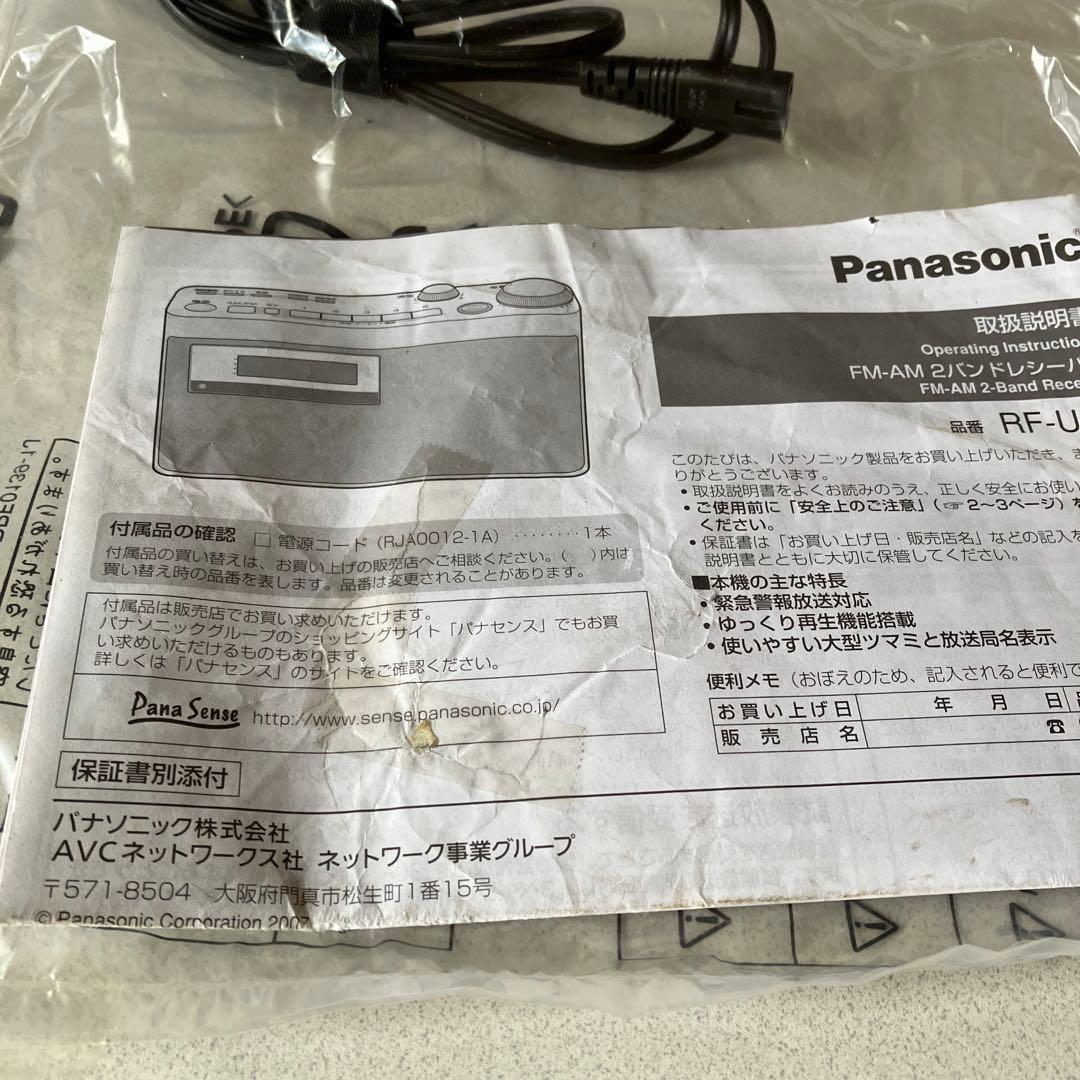 Panasonic
取扱説明書
Operating Instructio
FM-AM 2バンドレシーバ
FM-AM 2-Band Rece
品番 RF-U
このたびは、パナソニック製品をお買い上げいただき、
りがとうございます。
• 取扱説明書をよくお読みのうえ、正しく安全にお使い
• ご使用前に「安全上のご注意」(☞2~3ページ)を
ください。
• 保証書は「お買い上げ日・販売店名」などの記入を
説明書とともに大切に保管してください。
■本機の主な特長
• 緊急警報放送対応
• ゆっくり再生機能搭載
• 使いやすい大型ツマミと放送局名表示
便利メモ(おぼえのため、記入されると便利で
お買い上げ日 年 月 日
販売店名 ☎
AM/FM
付属品の確認 □ 電源コード (RJA0012-1A) ········ 1本
付属品の買い替えは、お買い上げの販売店へご相談ください。( )内は
買い替え時の品番を表します。品番は変更されることがあります。
付属品は販売店でお買い求めいただけます。
パナソニックグループのショッピングサイト「パナセンス」でもお買
い求めいただけるものもあります。
詳しくは「パナセンス」のサイトをご確認ください。
Pana Sense http://www.sense.panasonic.co.jp/
保証書別添付
パナソニック株式会社
AVCネットワークス社 ネットワーク事業グループ
〒571-8504 大阪府門真市松生町1番15号
© Panasonic Corporation 2007